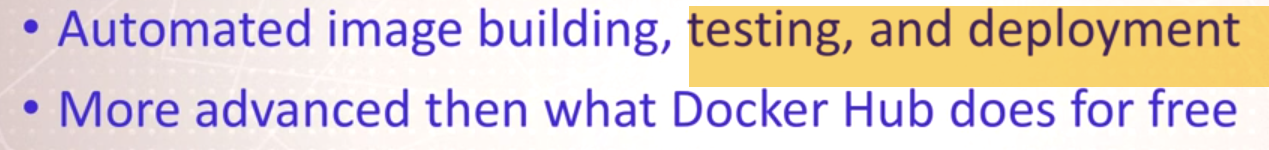 • Automated image building, testing, and deployment
• More advanced then what Docker Hub does for free